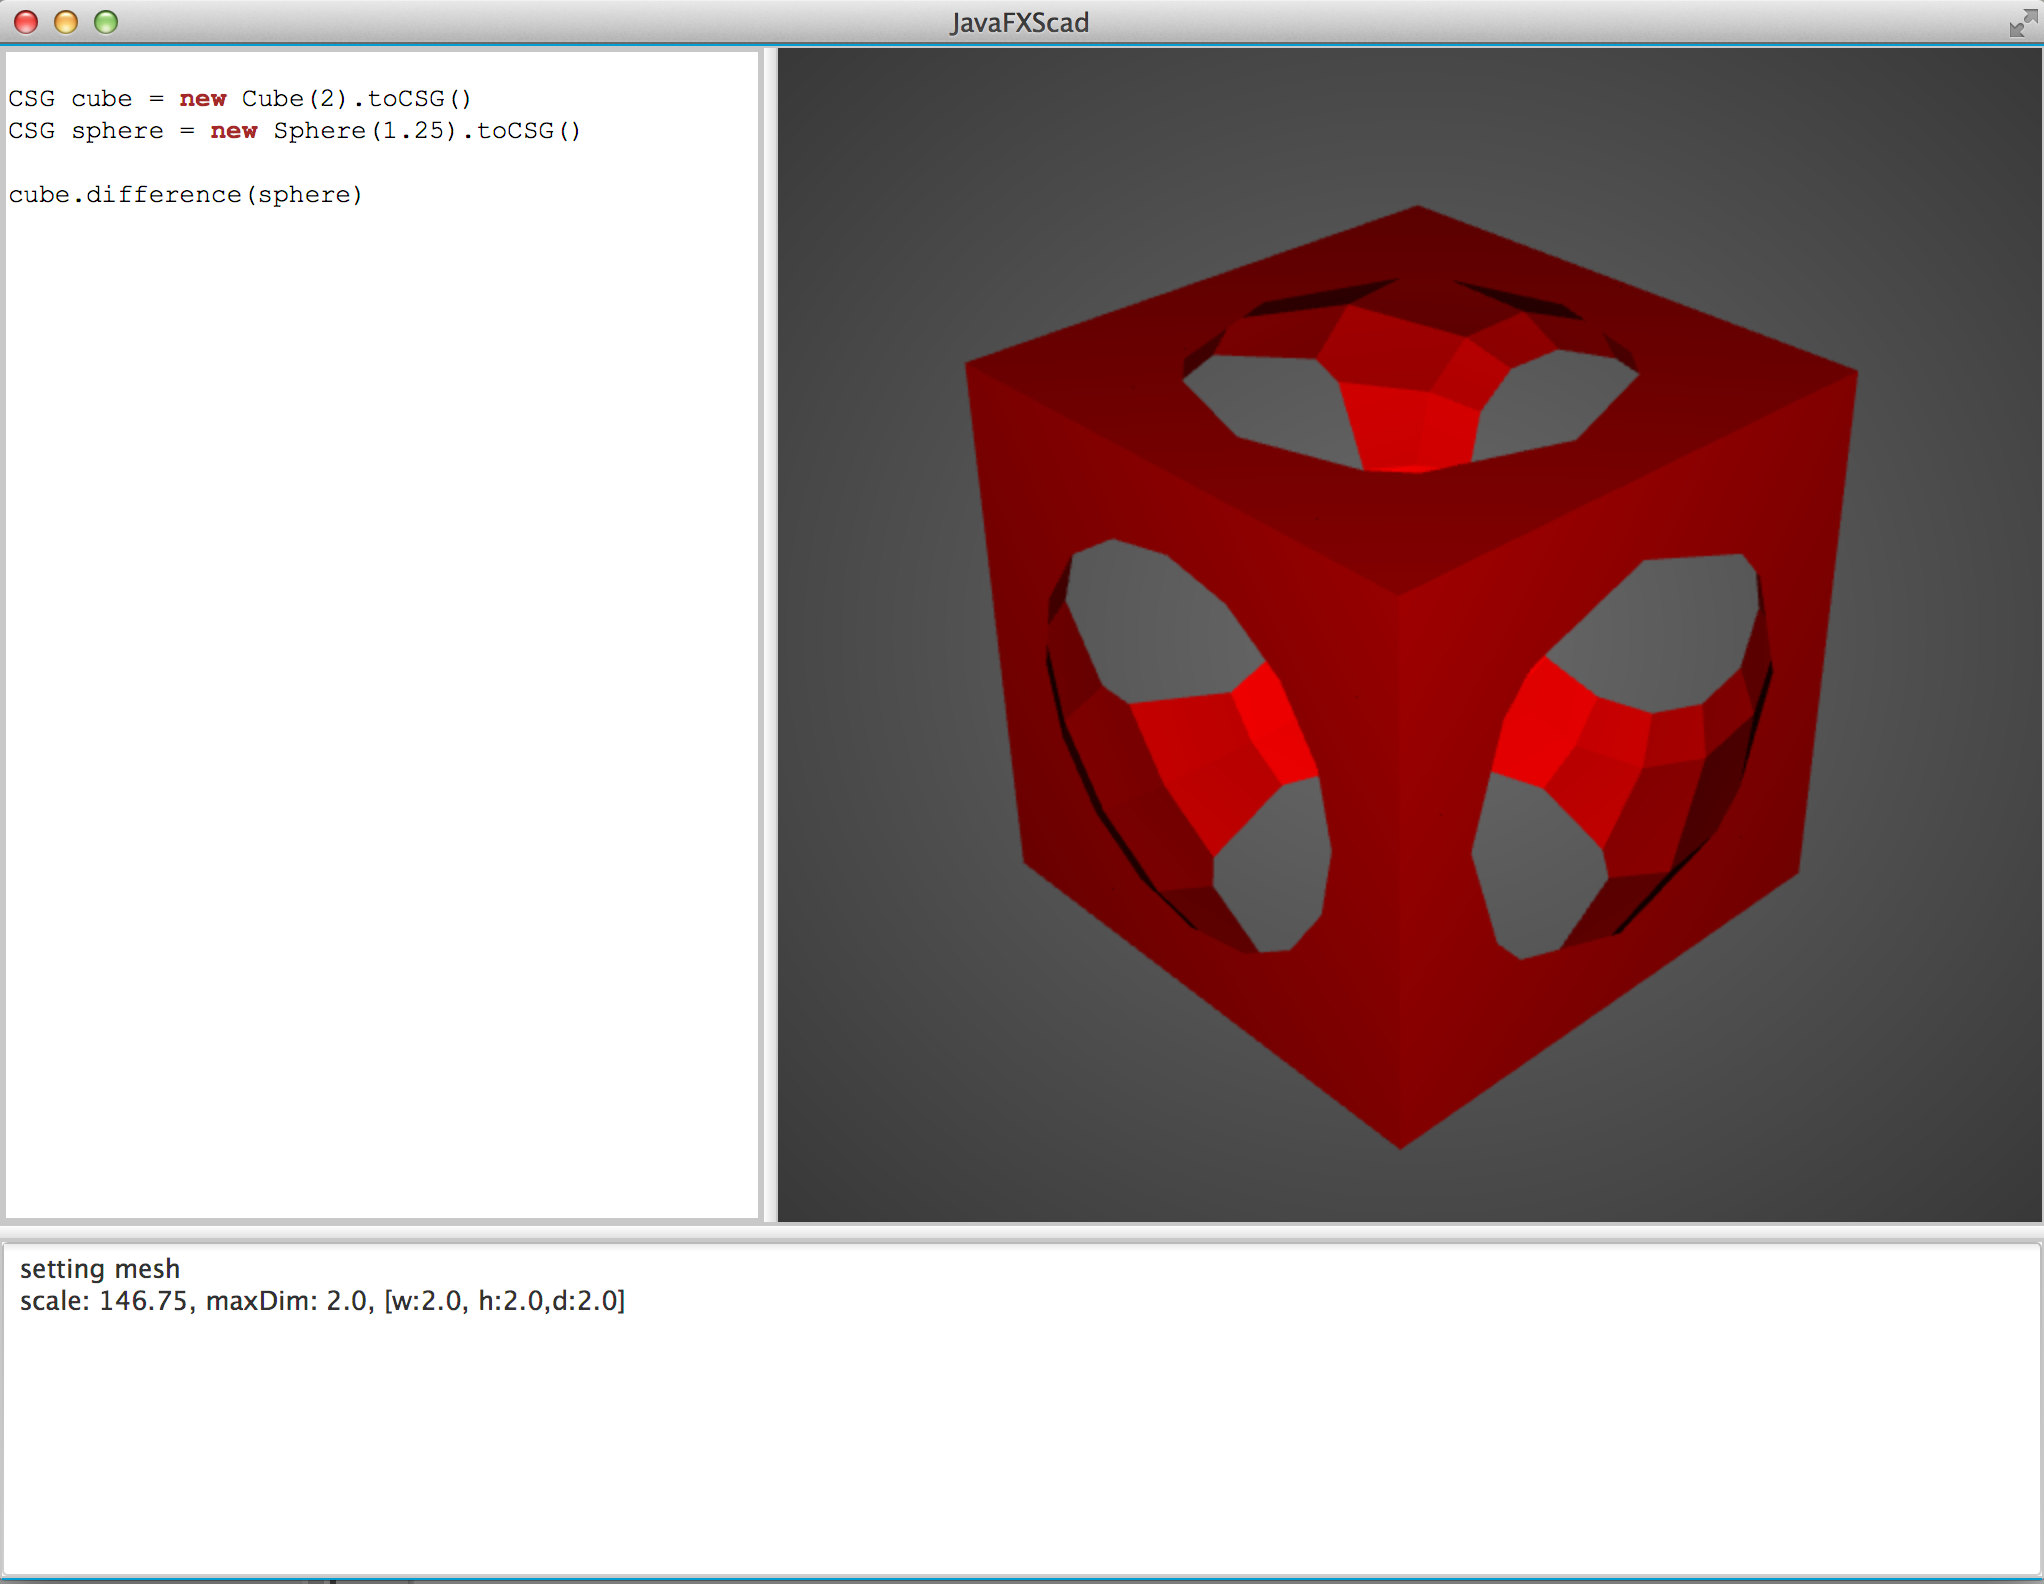 JavaFXScad
CSG cube = new Cube(2).toCSG()
CSG sphere = new Sphere(1.25).toCSG()
cube.difference(sphere)
setting mesh
scale: 146.75, maxDim: 2.0, [w:2.0, h:2.0,d:2.0]